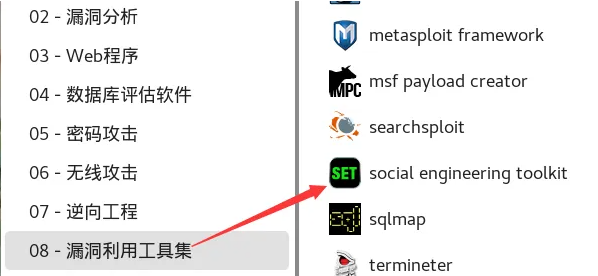 02 - 漏洞分析
03 - Web程序
04 - 数据库评估软件
05 - 密码攻击
06 - 无线攻击
07 - 逆向工程
08 - 漏洞利用工具集
metasploit framework
MPC
msf payload creator
searchsploit
SET
social engineering toolkit
sql
sqlmap
termineter